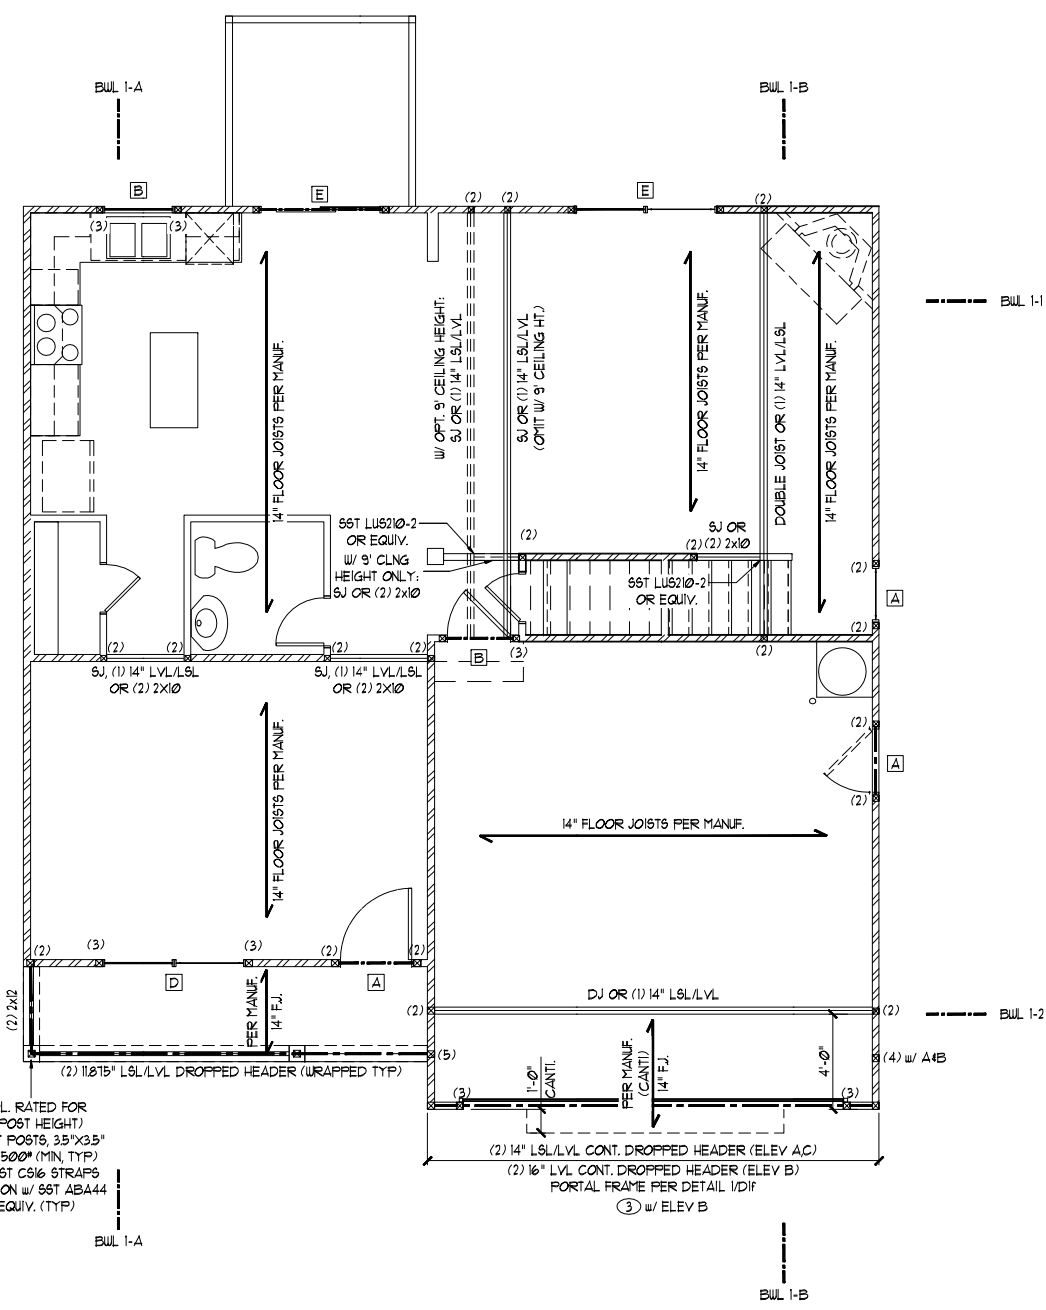 BWL 1-A
BWL 1-B
B
E
(2)
(2)
E
(2)
(3)
(3)
BWL 1-1
14" FLOOR JOISTS PER MANUF.
W/ OPT. 9' CEILING HEIGHT:
SJ OR (1) 14" LSL/LVL
SJ OR (1) 14" LSL/LVL
(OMIT W/ 9' CEILING HT.)
14" FLOOR JOISTS PER MANUF.
DOUBLE JOIST OR (1) 14" LVL/LSL
14" FLOOR JOISTS PER MANUF.
SST LUS210-2
OR EQUIV.
W/ 9' CLNG
HEIGHT ONLY:
SJ OR (2) 2x10
(2)
SJ OR
(2) (2) 2x10
SST LUS210-2
OR EQUIV.
(2)
A
(2)
(2)
(2)
(2)
(2)
B
(3)
(2)
SJ, (1) 14" LVL/LSL
OR (2) 2X10
SJ, (1) 14" LVL/LSL
OR (2) 2X10
(2)
A
(2)
14" FLOOR JOISTS PER MANUF.
14" FLOOR JOISTS PER MANUF.
(2)
(3)
(3)
(2)
(2)
D
A
(2) 2x12
PER MANUF.
14" F.J.
DJ OR (1) 14" LSL/LVL
(2)
(2)
BWL 1-2
(5)
(4) w/ A&B
(2) 11.875" LSL/LVL DROPPED HEADER (WRAPPED TYP)
1'-0"
CANTI.
PER MANUF.
(CANTI)
14" F.J.
4'-0"
(3)
(3)
L. RATED FOR
POST HEIGHT)
T POSTS, 3.5"X3.5"
500# (MIN, TYP)
ST CS16 STRAPS
ON w/ SST ABA44
EQUIV. (TYP)
(2) 14" LSL/LVL CONT. DROPPED HEADER (ELEV A,C)
(2) 16" LVL CONT. DROPPED HEADER (ELEV B)
PORTAL FRAME PER DETAIL 1/D1f
3 w/ ELEV B
BWL 1-A
BWL 1-B